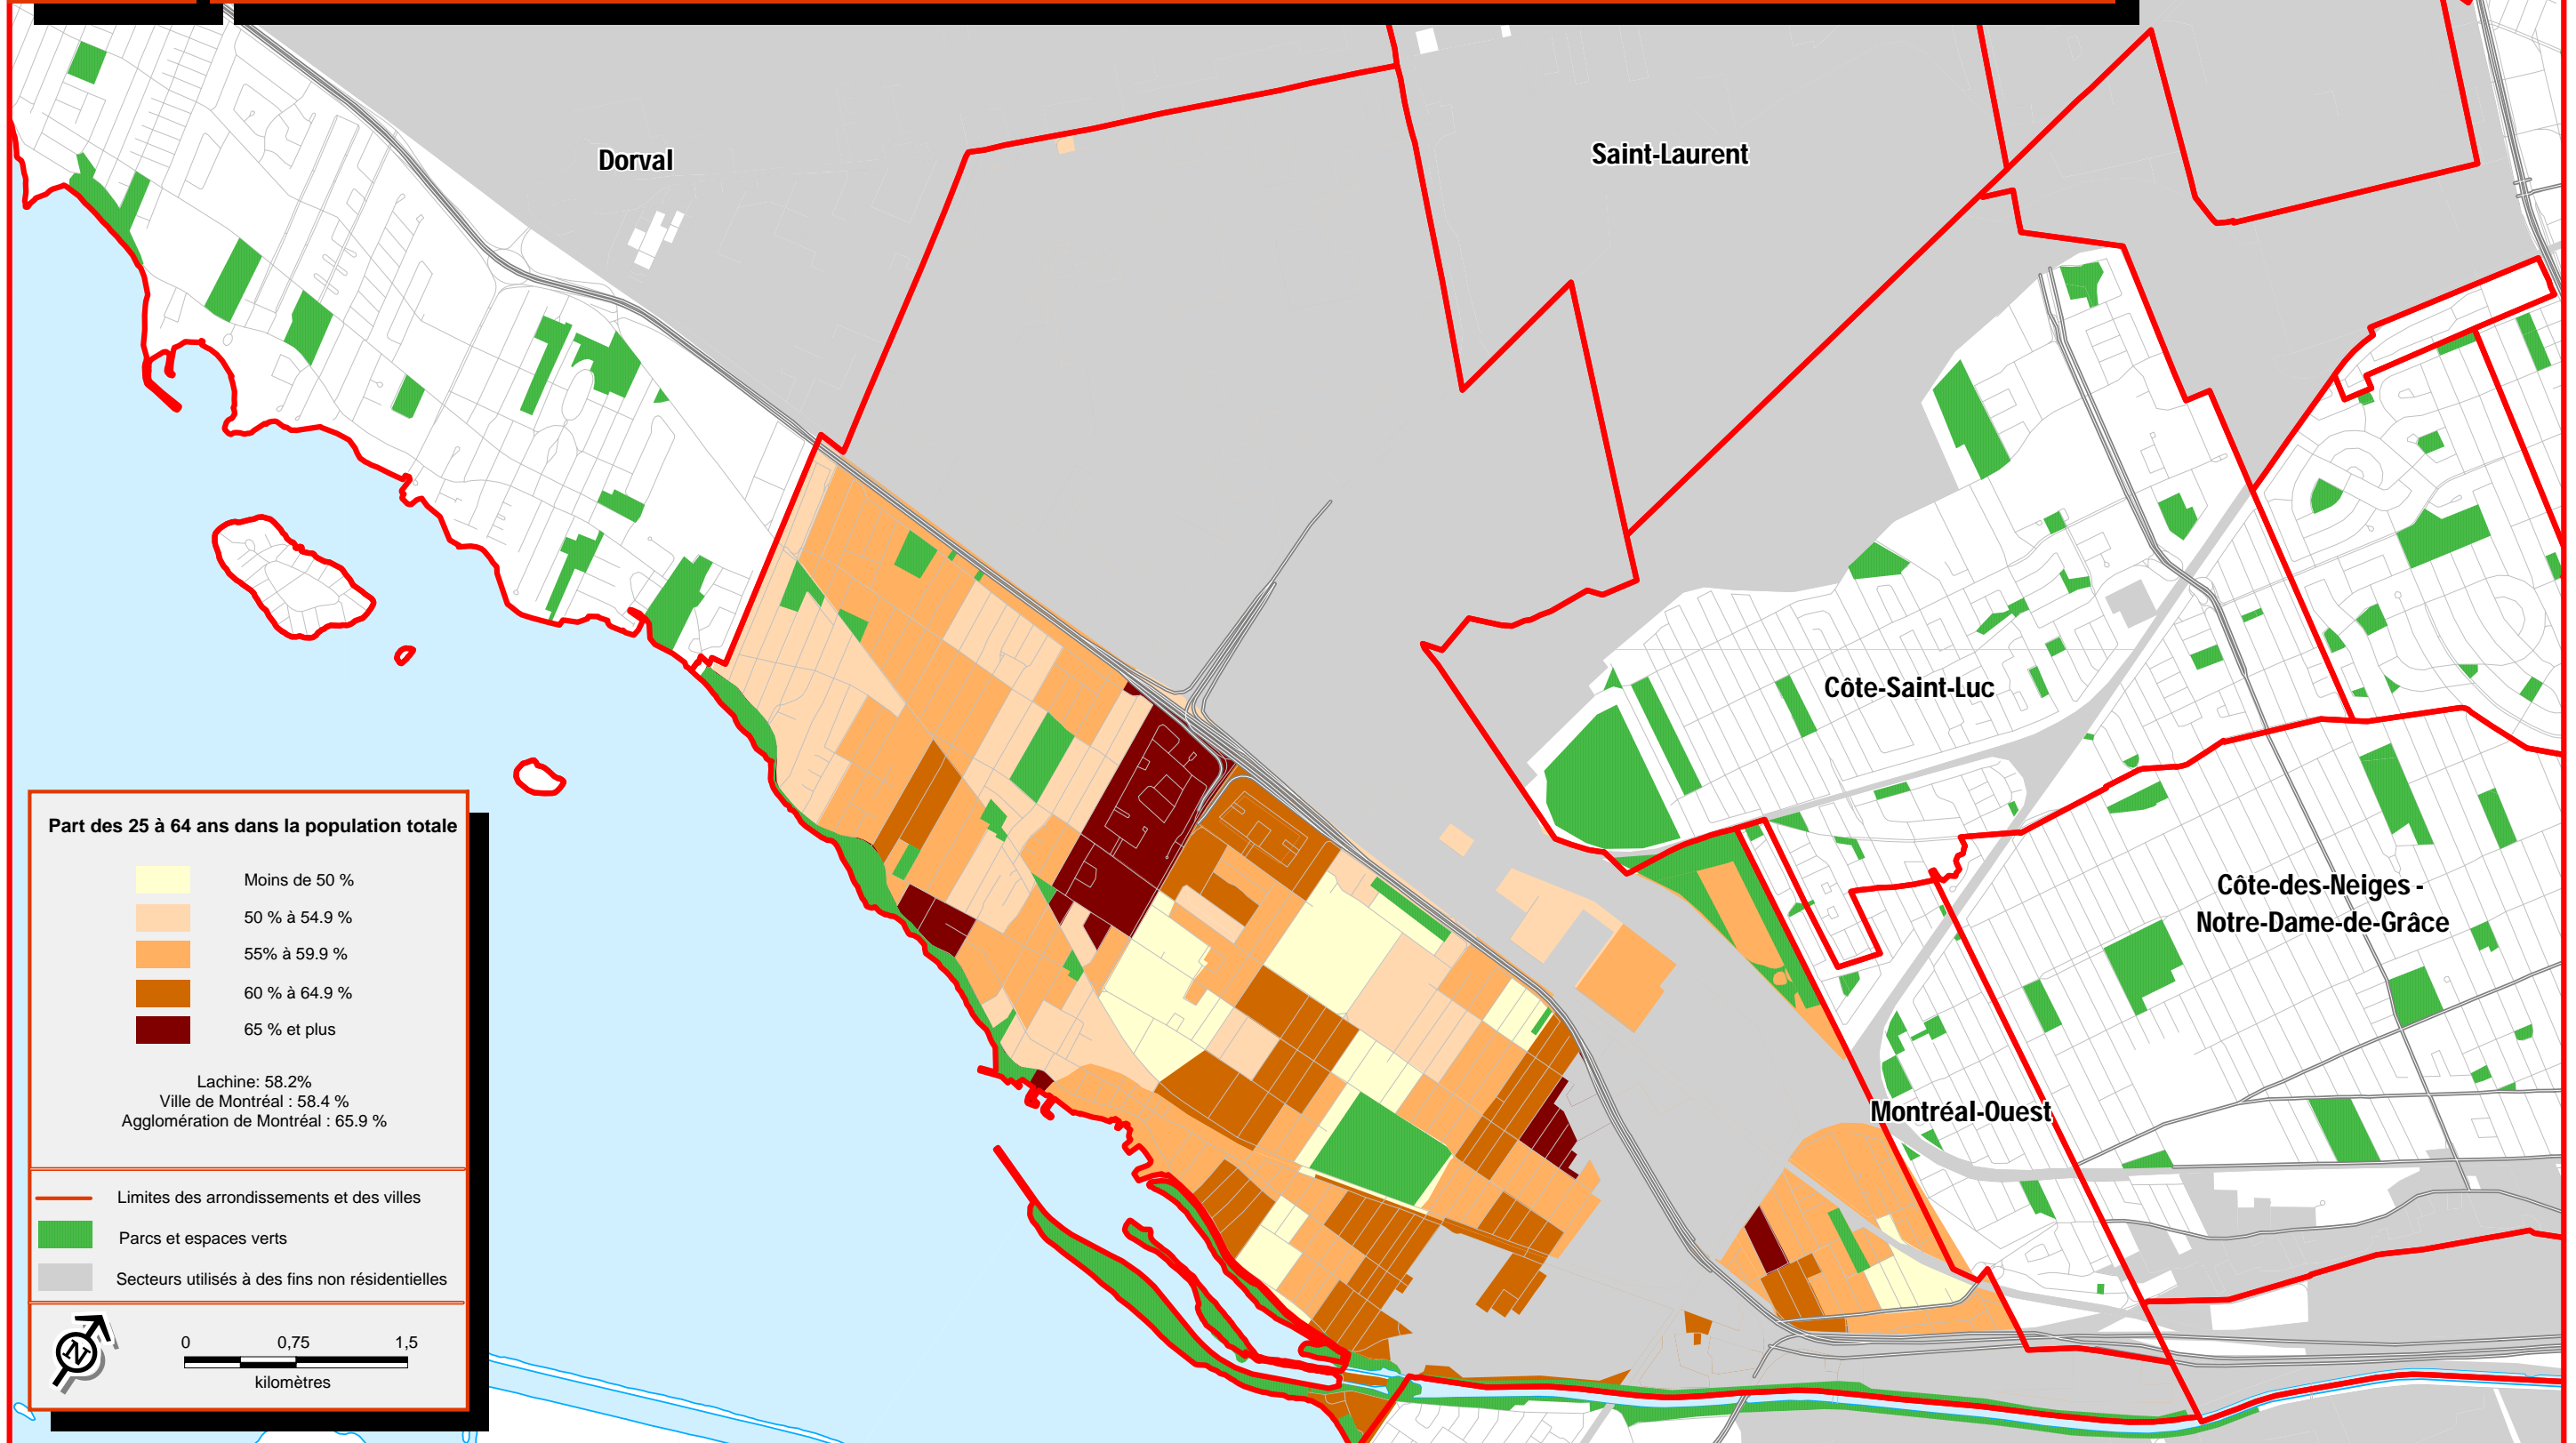 Dorval
Saint-Laurent
Côte-Saint-Luc
Côte-des-Neiges -
Notre-Dame-de-Grâce
Montréal-Ouest
Part des 25 à 64 ans dans la population totale
Moins de 50 %
50 % à 54.9 %
55% à 59.9 %
60 % à 64.9 %
65 % et plus
Lachine: 58.2%
Ville de Montréal : 58.4 %
Agglomération de Montréal : 65.9 %
Limites des arrondissements et des villes
Parcs et espaces verts
Secteurs utilisés à des fins non résidentielles
N
0 0,75 1,5
kilomètres